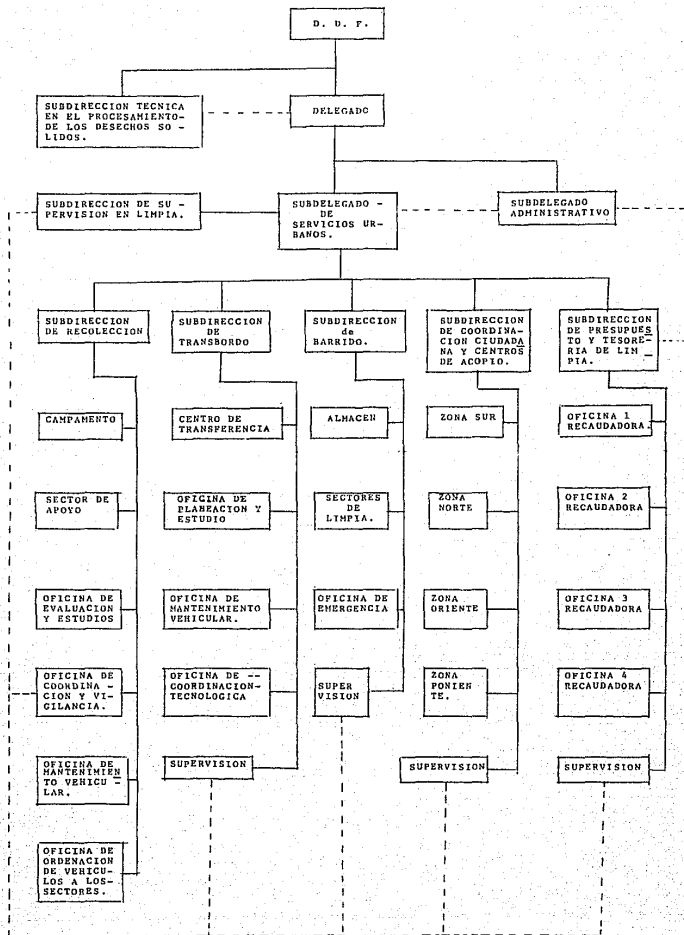 D. D. F.
SUBDIRECCION TECNICA
EN EL PROCESAMIENTO-
DE LOS DESECHOS SO -
LIDOS.
DELEGADO
SUBDIRECCION DE SU -
PERVISION EN LIMPIA.
SUBDELEGADO -
DE
SERVICIOS UR-
BANOS.
SUBDELEGADO
ADMINISTRATIVO
SUBDIRECCION
DE RECOLECCION
SUBDIRECCION
DE
TRANSBORDO
SUBDIRECCION
de
BARRIDO.
SUBDIRECCION
DE COORDINA-
CION CIUDADA
NA Y CENTROS
DE ACOPIO.
SUBDIRECCION
DE PRESUPUES
TO Y TESORE-
RIA DE LIM _
PIA.
CAMPAMENTO
SECTOR DE
APOYO
OFICINA DE
EVALUACION
Y ESTUDIOS
OFICINA DE
COORDINA -
CION Y VI-
GILANCIA.
OFICINA DE
MANTENIMIEN
TO VEHICU -
LAR.
OFICINA DE
ORDENACION
DE VEHICU-
LOS A LOS-
SECTORES.
CENTRO DE
TRANSFERENCIA
OFICINA DE
PLANEACION Y
ESTUDIO
OFICINA DE
MANTENIMIENTO
VEHICULAR.
OFICINA DE --
COORDINACION-
TECNOLOGICA
SUPERVISION
ALMACEN
SECTORES
DE
LIMPIA.
OFICINA DE
EMERGENCIA
SUPER
VISION
ZONA SUR
ZONA
NORTE
ZONA
ORIENTE
ZONA
PONIEN
TE.
SUPERVISION
OFICINA 1
RECAUDADORA.
OFICINA 2
RECAUDADORA
OFICINA 3
RECAUDADORA
OFICINA 4
RECAUDADORA
SUPERVISION